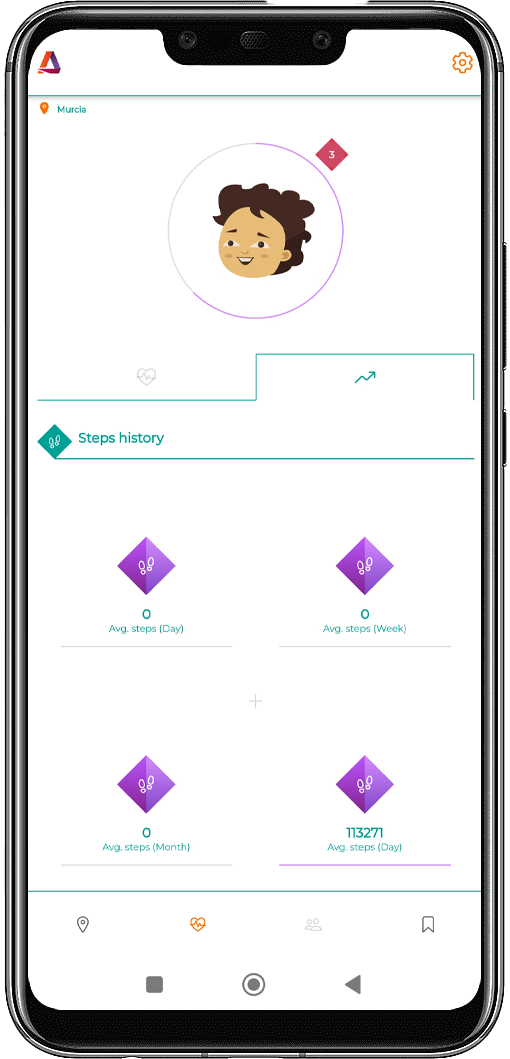 Murcia
3
Steps history
0
Avg. steps (Day)
0
Avg. steps (Week)
0
Avg. steps (Month)
113271
Avg. steps (Day)